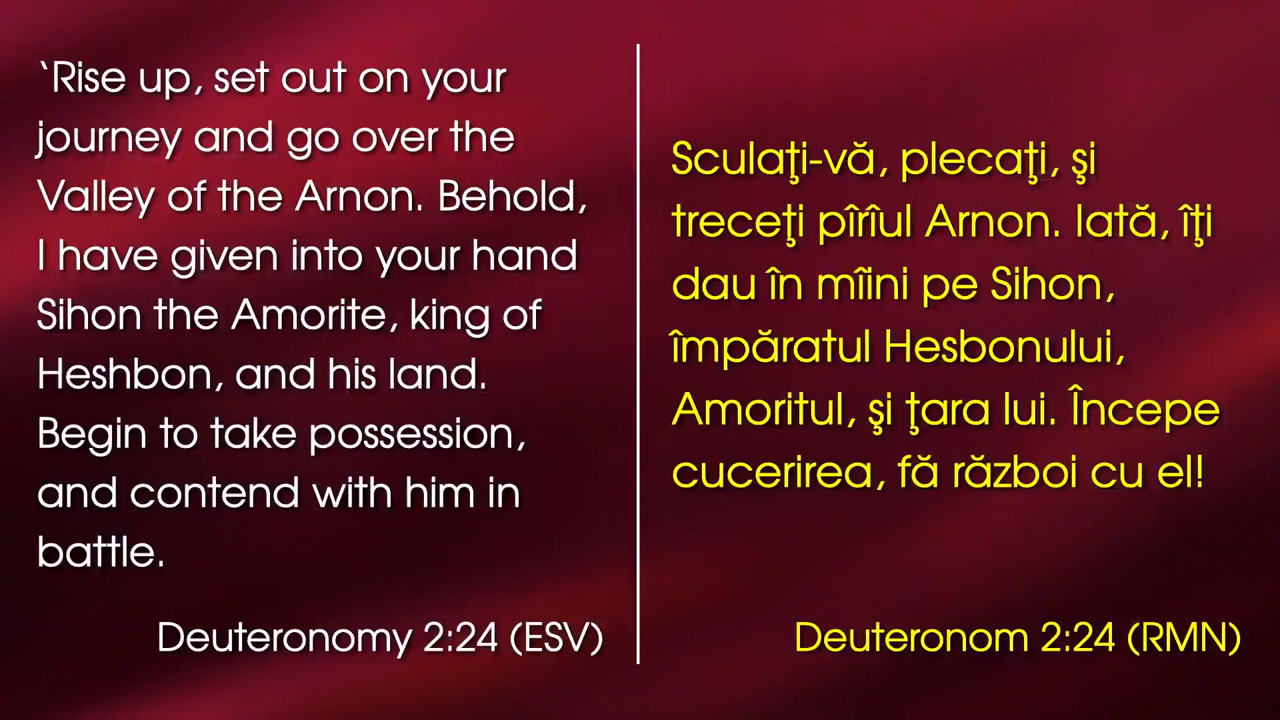 ‵Rise up, set out on your
journey and go over the
Valley of the Arnon. Behold,
I have given into your hand
Sihon the Amorite, king of
Heshbon, and his land.
Begin to take possession,
and contend with him in
battle.
Deuteronomy 2:24 (ESV)
Sculaţi-vă, plecaţi, şi
treceţi pîrîul Arnon. Iată, îţi
dau în mîini pe Sihon,
împăratul Hesbonului,
Amoritul, şi ţara lui. Începe
cucerirea, fă război cu el!
Deuteronom 2:24 (RMN)